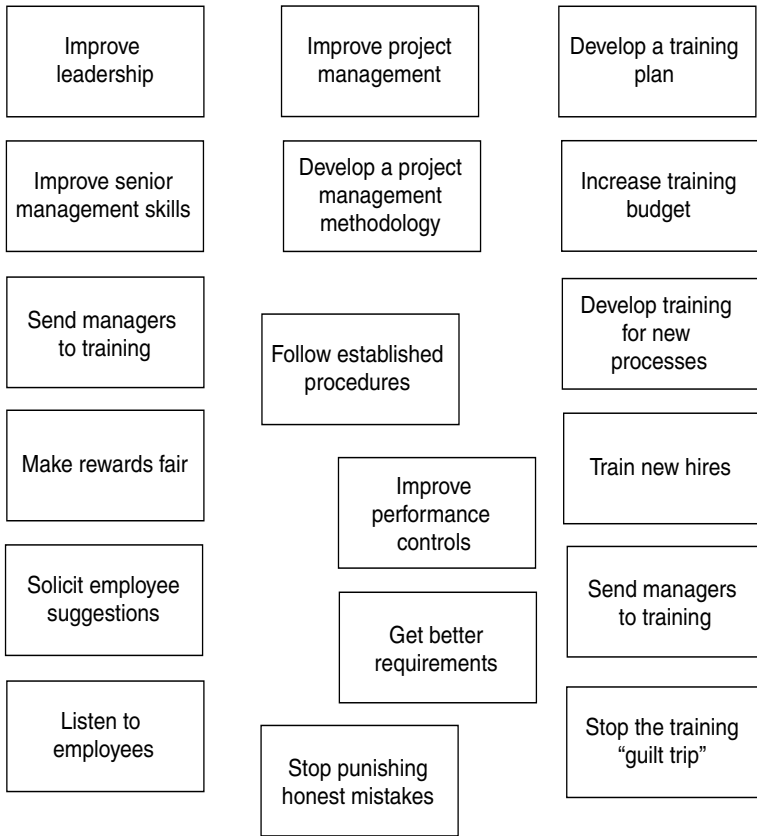 Improve
leadership
Improve project
management
Develop a training
plan
Improve senior
management skills
Develop a project
management
methodology
Increase training
budget
Send managers
to training
Follow established
procedures
Develop training
for new
processes
Make rewards fair
Improve
performance
controls
Train new hires
Solicit employee
suggestions
Get better
requirements
Send managers
to training
Listen to
employees
Stop punishing
honest mistakes
Stop the training
“guilt trip”